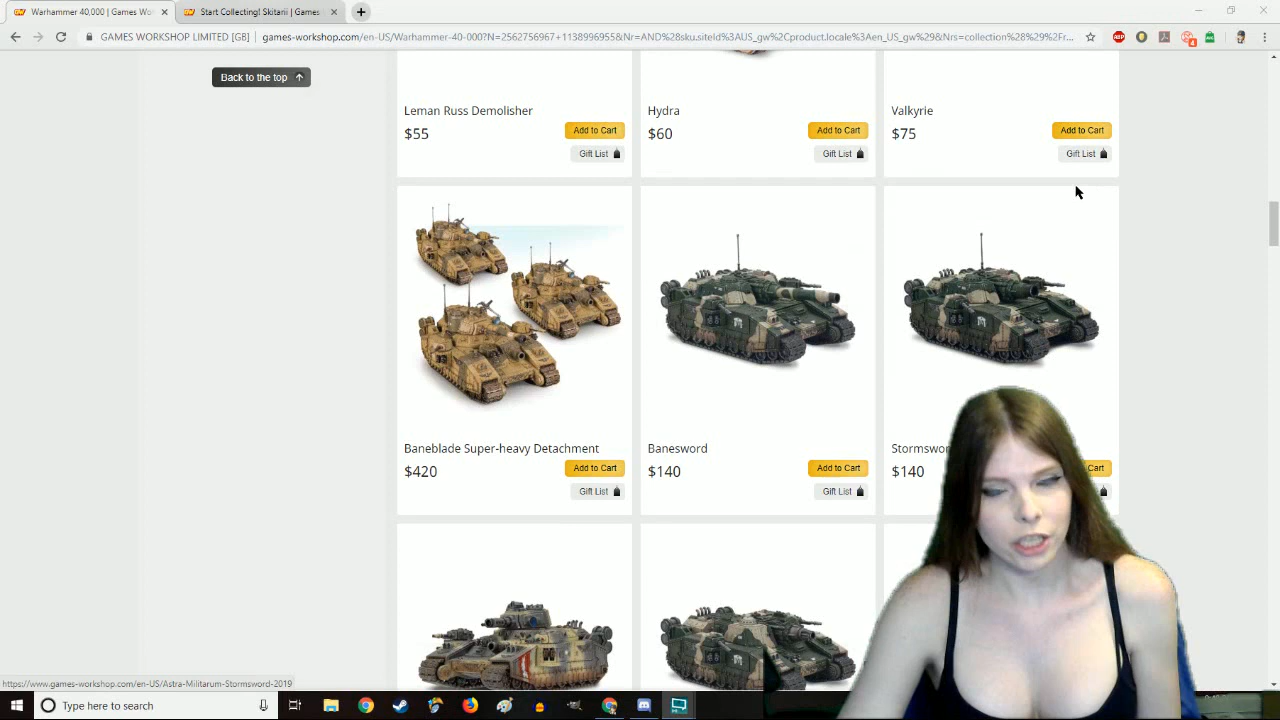 Warhammer 40,000 | Games Wo
Start Collecting! Skitarii | Games
GAMES WORKSHOP LIMITED [GB]
games-workshop.com/en-US/Warhammer-40-000?N=2562756967+1138996955&Nr=AND%28sku.siteId%3AUS_gw%2Cproduct.locale%3Aen_US_gw%29&Nrs=collection%28%29%2Fr...
Back to the top
Leman Russ Demolisher
$55
Add to Cart
Gift List
Hydra
$60
Add to Cart
Gift List
Valkyrie
$75
Add to Cart
Gift List
Baneblade Super-heavy Detachment
$420
Add to Cart
Gift List
Banesword
$140
Add to Cart
Gift List
Stormswor
$140
Cart
https://www.games-workshop.com/en-US/Astra-Militarum-Stormsword-2019
Type here to search